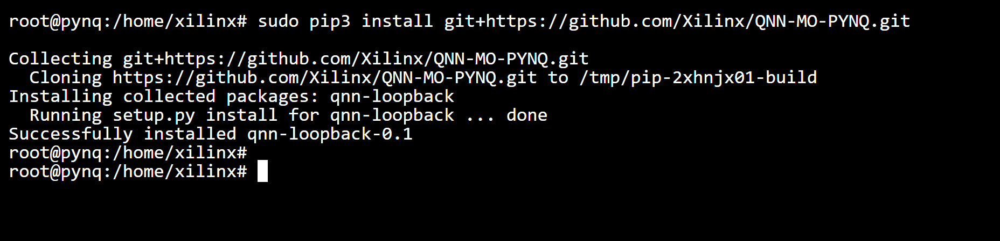 root@pynq:/home/xilinx# sudo pip3 install git+https://github.com/Xilinx/QNN-MO-PYNQ.git
Collecting git+https://github.com/Xilinx/QNN-MO-PYNQ.git
  Cloning https://github.com/Xilinx/QNN-MO-PYNQ.git to /tmp/pip-2xhnjx01-build
Installing collected packages: qnn-loopback
  Running setup.py install for qnn-loopback ... done
Successfully installed qnn-loopback-0.1
root@pynq:/home/xilinx#
root@pynq:/home/xilinx#